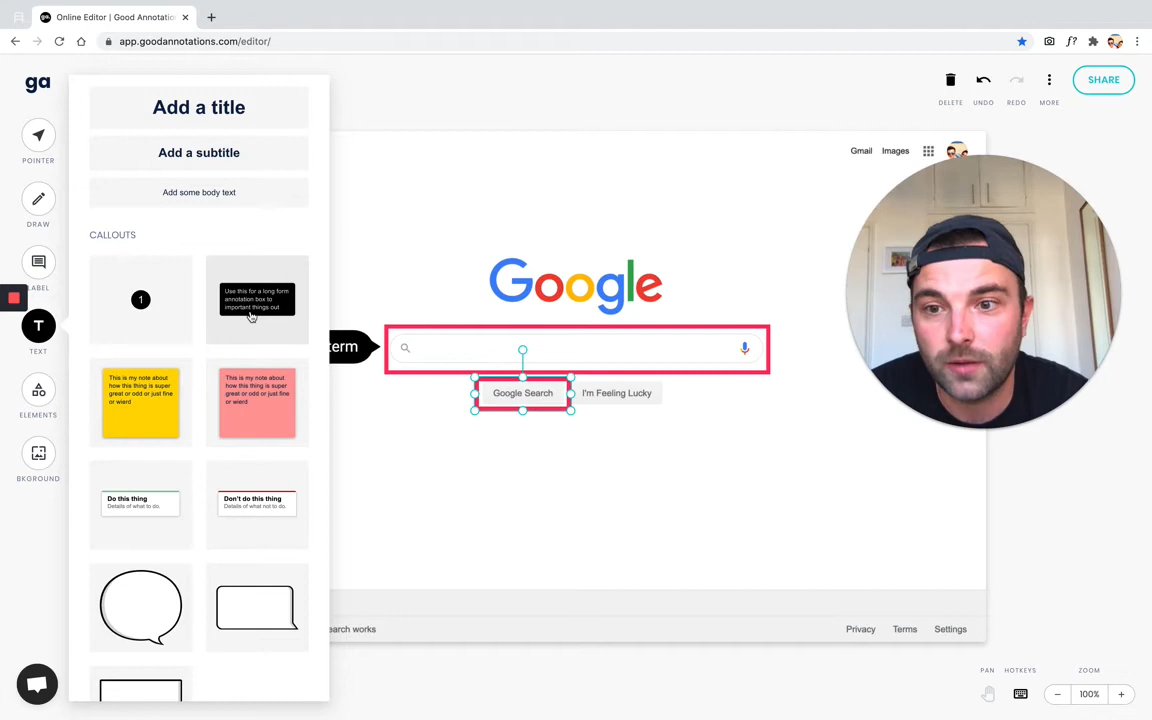 Online Editor | Good Annotatio
app.goodannotations.com/editor/
f?
ga
DELETE
UNDO
REDO
MORE
SHARE
POINTER
DRAW
LABEL
T
TEXT
ELEMENTS
BKGROUND
Add a title
Add a subtitle
Add some body text
CALLOUTS
1
Use this for a long form
annotation box to
important things out
This is my note about
how this thing is super
great or odd or just fine
or wierd
This is my note about
how this thing is super
great or odd or just fine
or wierd
Do this thing
Details of what to do.
Don't do this thing
Details of what not to do.
Gmail
Images
Google
term
Google Search
I'm Feeling Lucky
earch works
Privacy
Terms
Settings
PAN
HOTKEYS
ZOOM
100%